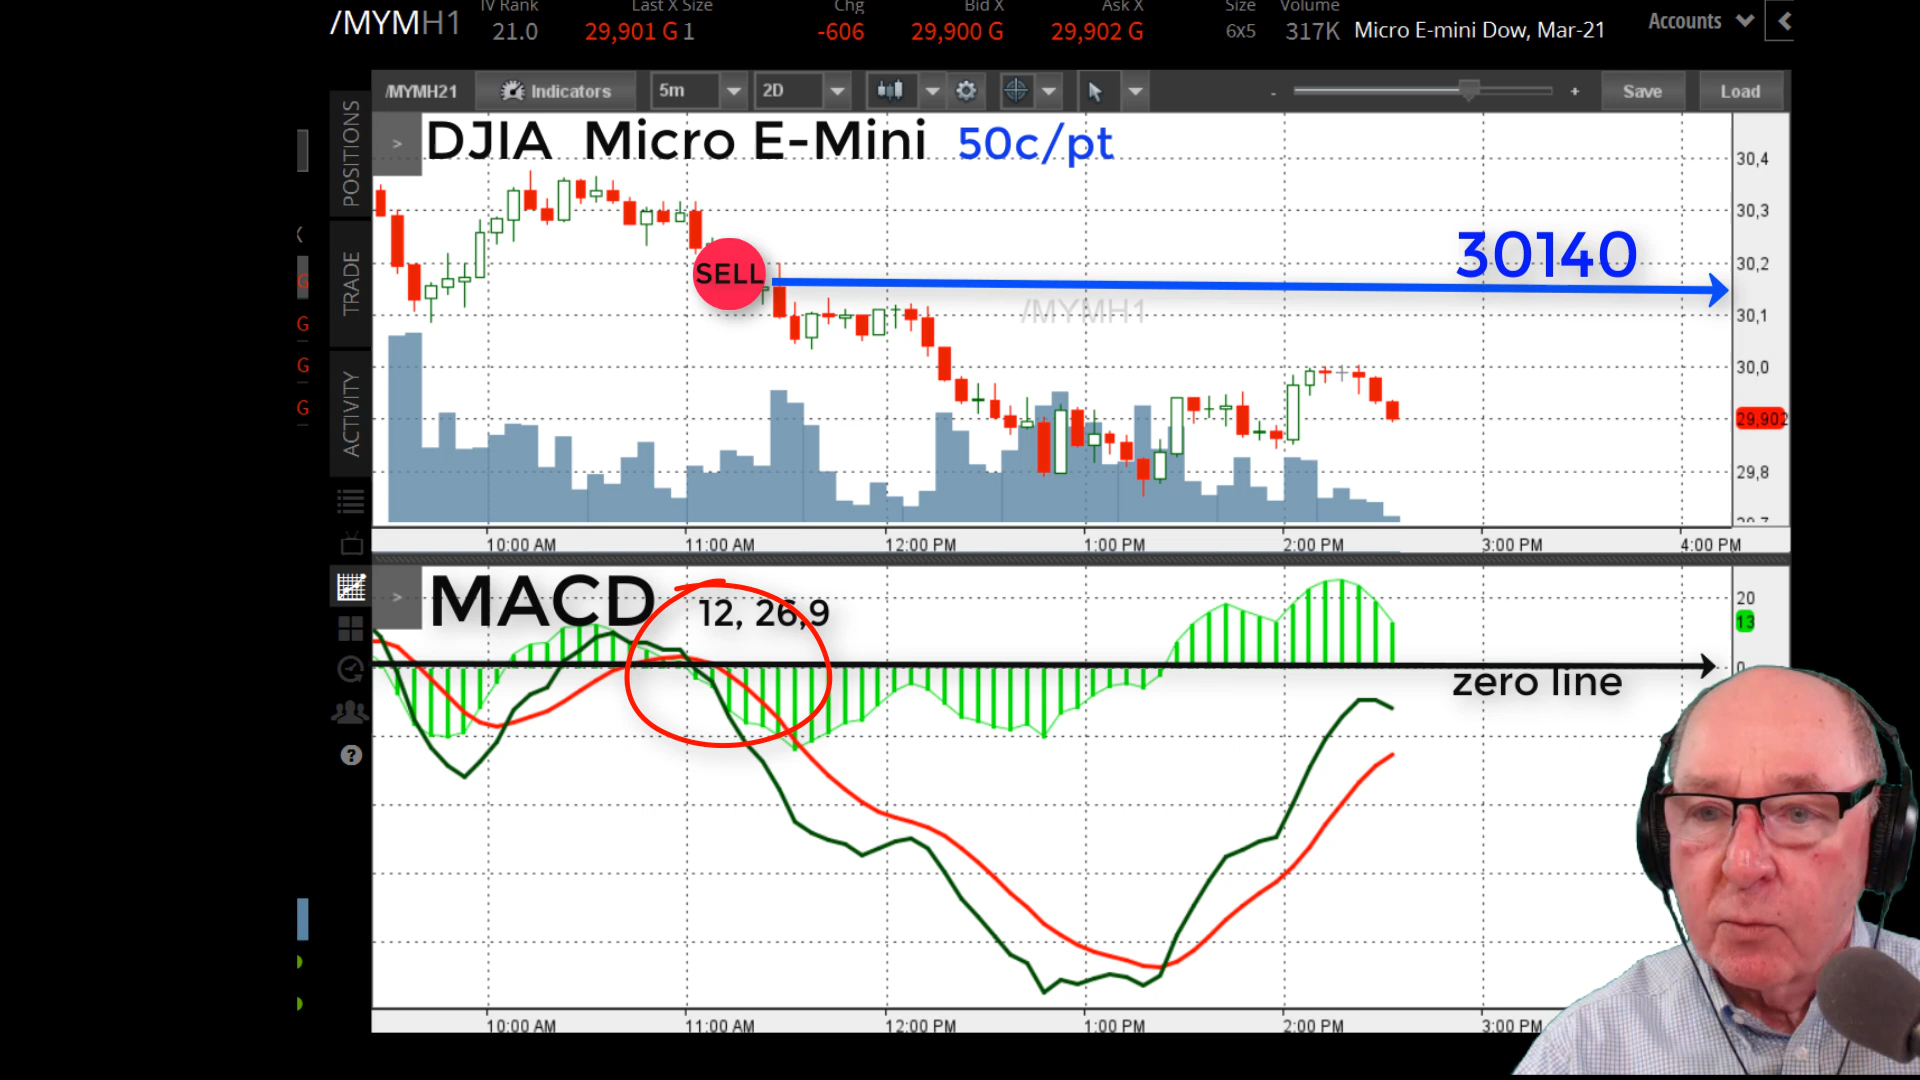 /MYMH1
IV Rank
21.0
Last X Size
29,901 G 1
Chg
-606
Bid X
29,900 G
Ask X
29,902 G
Size
6x5
Volume
317K
Micro E-mini Dow, Mar-21
Accounts
/MYMH21
Indicators
5m
2D
- +
Save
Load
POSITIONS
TRADE
ACTIVITY
X
G
G
G
G
> DJIA Micro E-Mini 50c/pt
SELL
30140
/MYMH1
30,4
30,3
30,2
30,1
30,0
29,902
29,8
29,7
10:00 AM 11:00 AM 12:00 PM 1:00 PM 2:00 PM 3:00 PM 4:00 PM
> MACD 12, 26,9
20
13
0
zero line
?
10:00 AM 11:00 AM 12:00 PM 1:00 PM 2:00 PM 3:00 PM